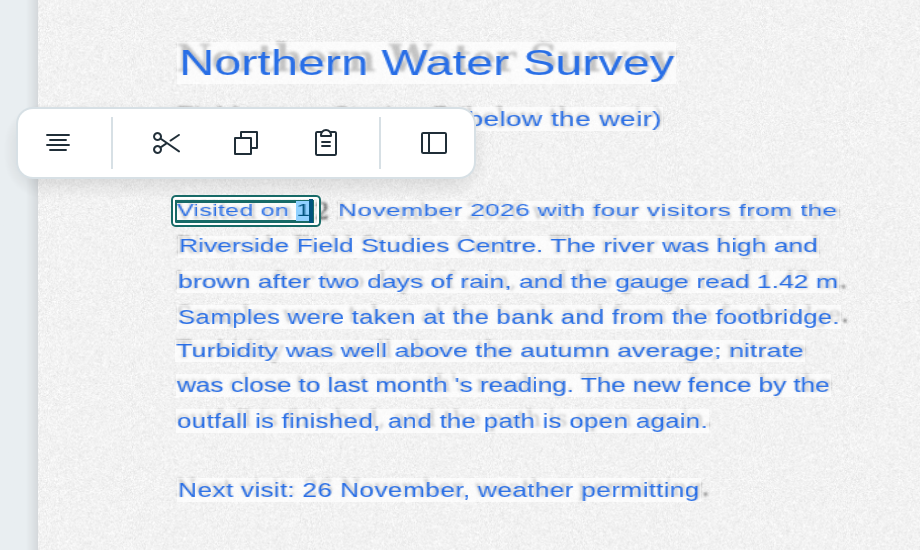 Northern Water Survey
below the weir)
Visited on 12 November 2026 with four visitors from the
Riverside Field Studies Centre. The river was high and
brown after two days of rain, and the gauge read 1.42 m.
Samples were taken at the bank and from the footbridge.
Turbidity was well above the autumn average; nitrate
was close to last month 's reading. The new fence by the
outfall is finished, and the path is open again.
Next visit: 26 November, weather permitting.